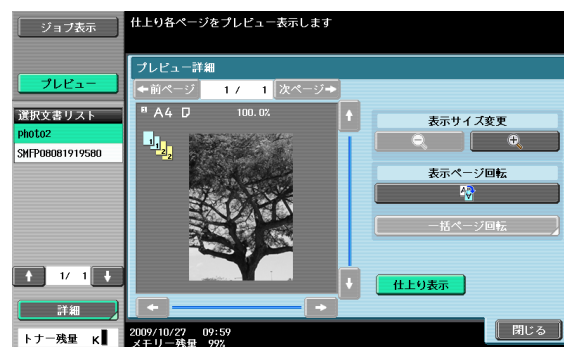 ジョブ表示
仕上り各ページをプレビュー表示します
プレビュー
プレビュー詳細
←前ページ 1 / 1 次ページ→
選択文書リスト
photo2
SMFP08081919580
A4 100.0%
1 1 2 2
表示サイズ変更
表示ページ回転
一括ページ回転
仕上り表示
↑ 1/ 1 ↓
詳細
トナー残量 K
2009/10/27 09:59
メモリー残量 99%
閉じる